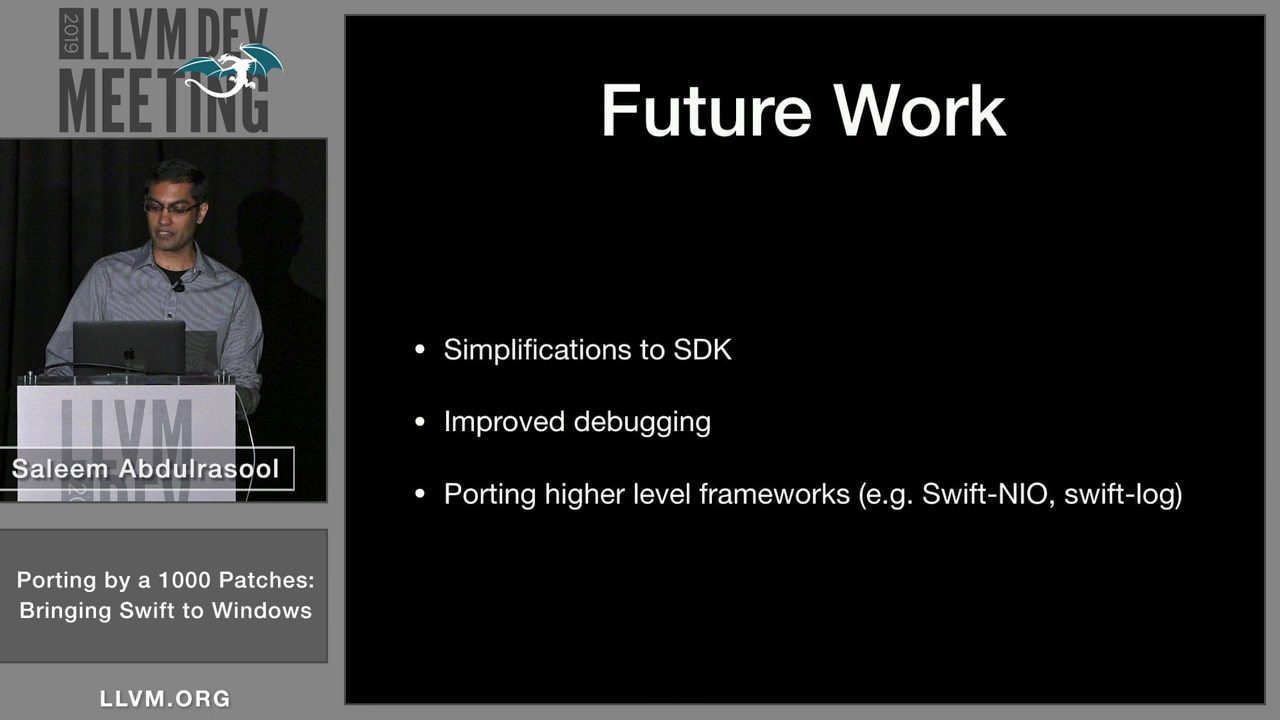 2019
LLVM DEV
MEETING
Future Work
• Simplifications to SDK
• Improved debugging
• Porting higher level frameworks (e.g. Swift-NIO, swift-log)
LLVM
Saleem Abdulrasool
Porting by a 1000 Patches:
Bringing Swift to Windows
LLVM.ORG